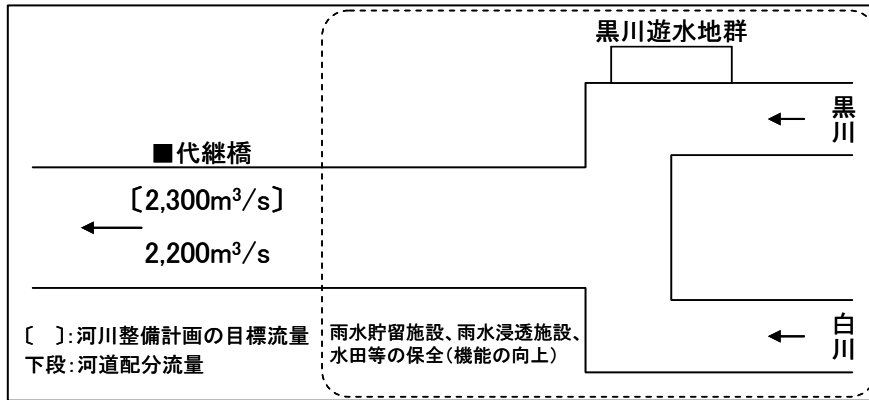 黒川遊水地群
黒川
■代継橋
〔2,300m³/s〕
2,200m³/s
〔　〕:河川整備計画の目標流量
下段:河道配分流量
雨水貯留施設、雨水浸透施設、
水田等の保全(機能の向上)
白川